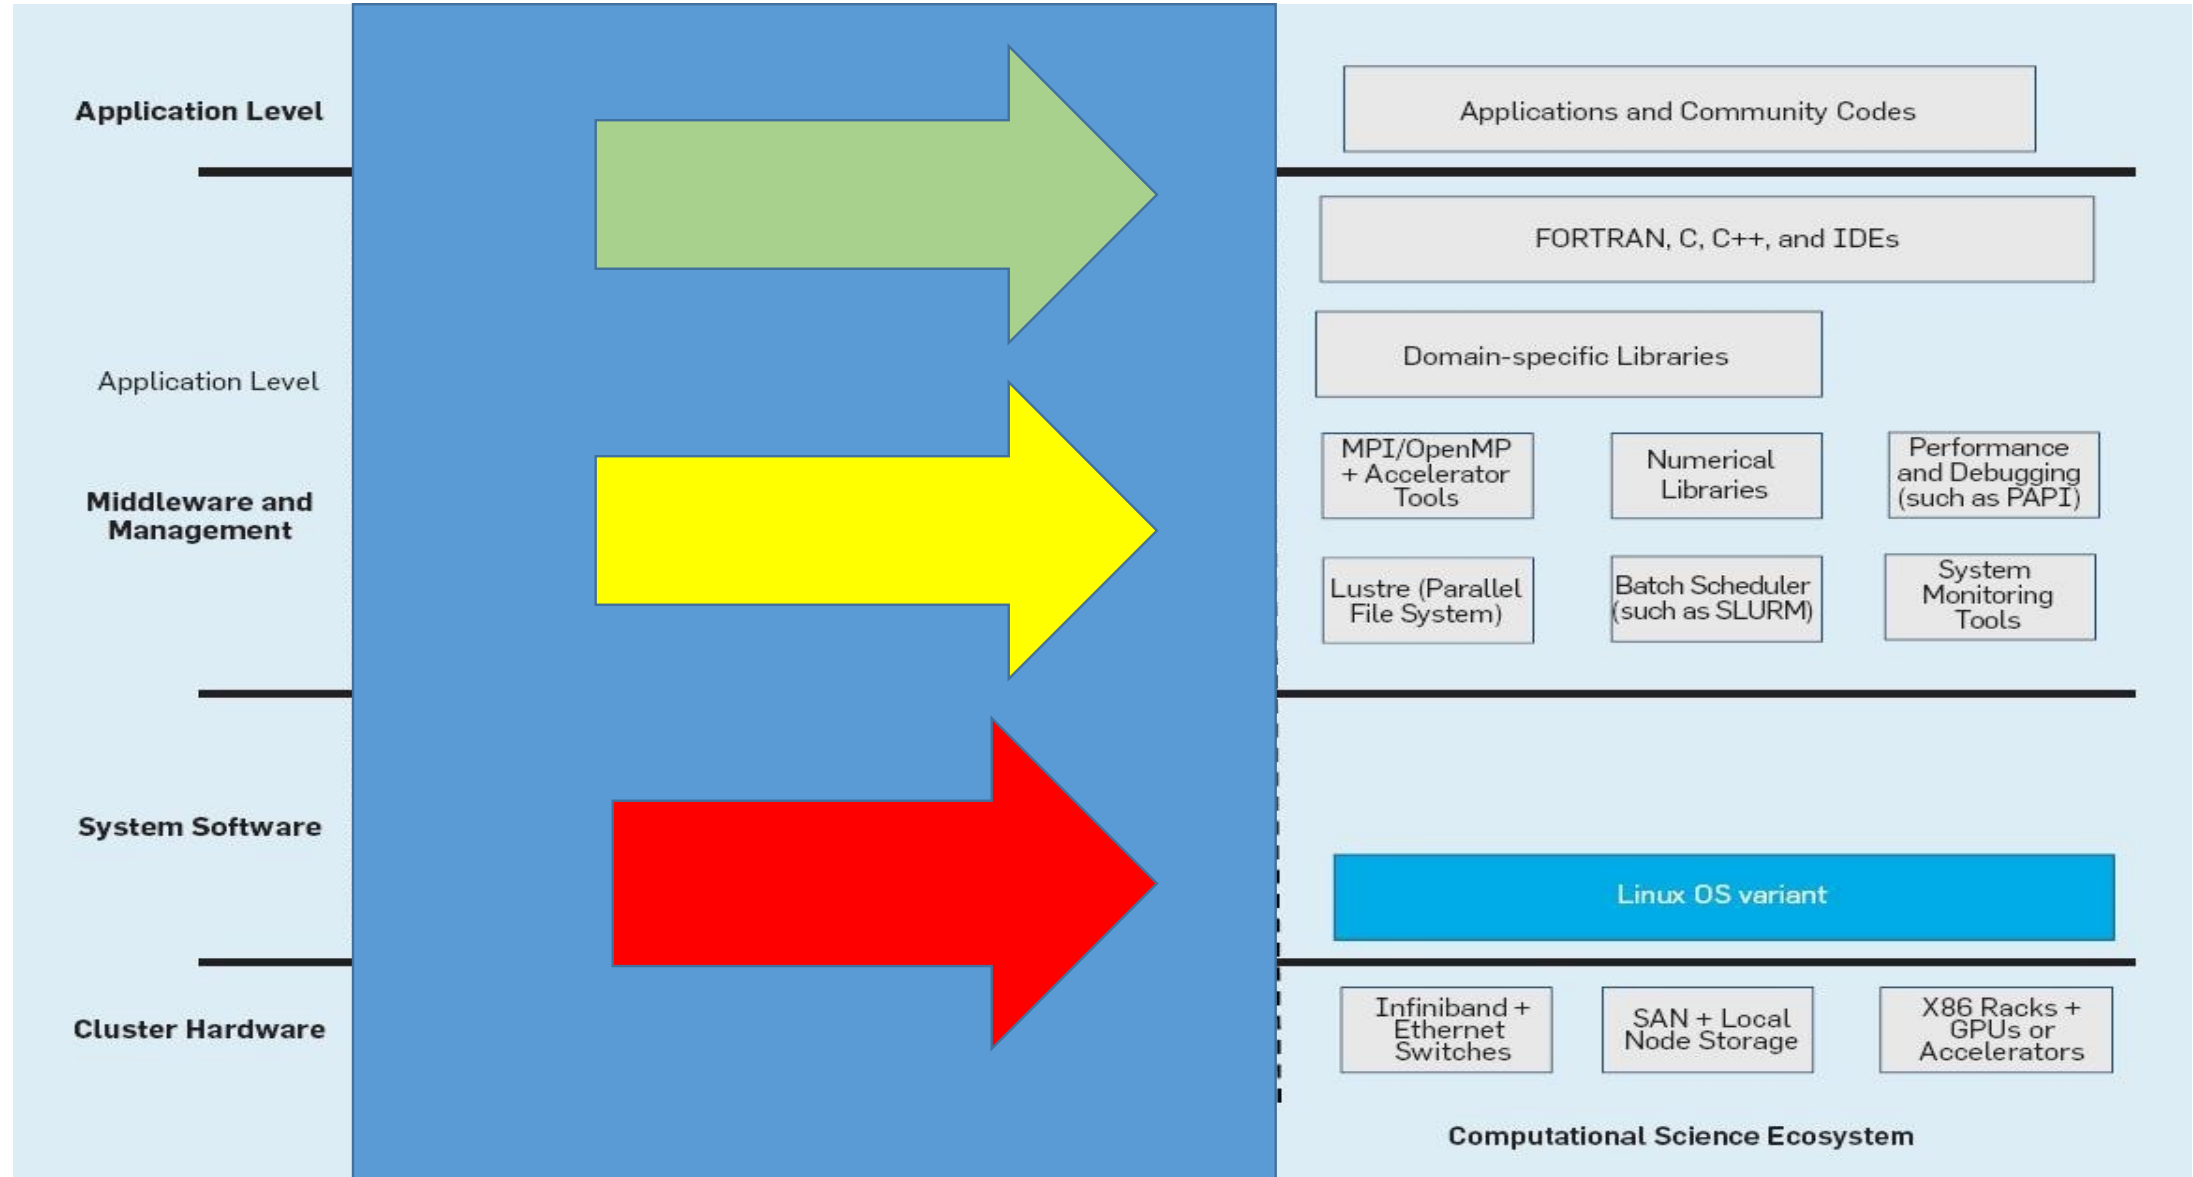 Application Level
Applications and Community Codes
FORTRAN, C, C++, and IDEs
Domain-specific Libraries
Application Level
MPI/OpenMP
+ Accelerator
Tools
Numerical
Libraries
Performance
and Debugging
(such as PAPI)
Middleware and
Management
Lustre (Parallel
File System)
Batch Scheduler
(such as SLURM)
System
Monitoring
Tools
System Software
Linux OS variant
Cluster Hardware
Infiniband +
Ethernet
Switches
SAN + Local
Node Storage
X86 Racks +
GPUs or
Accelerators
Computational Science Ecosystem